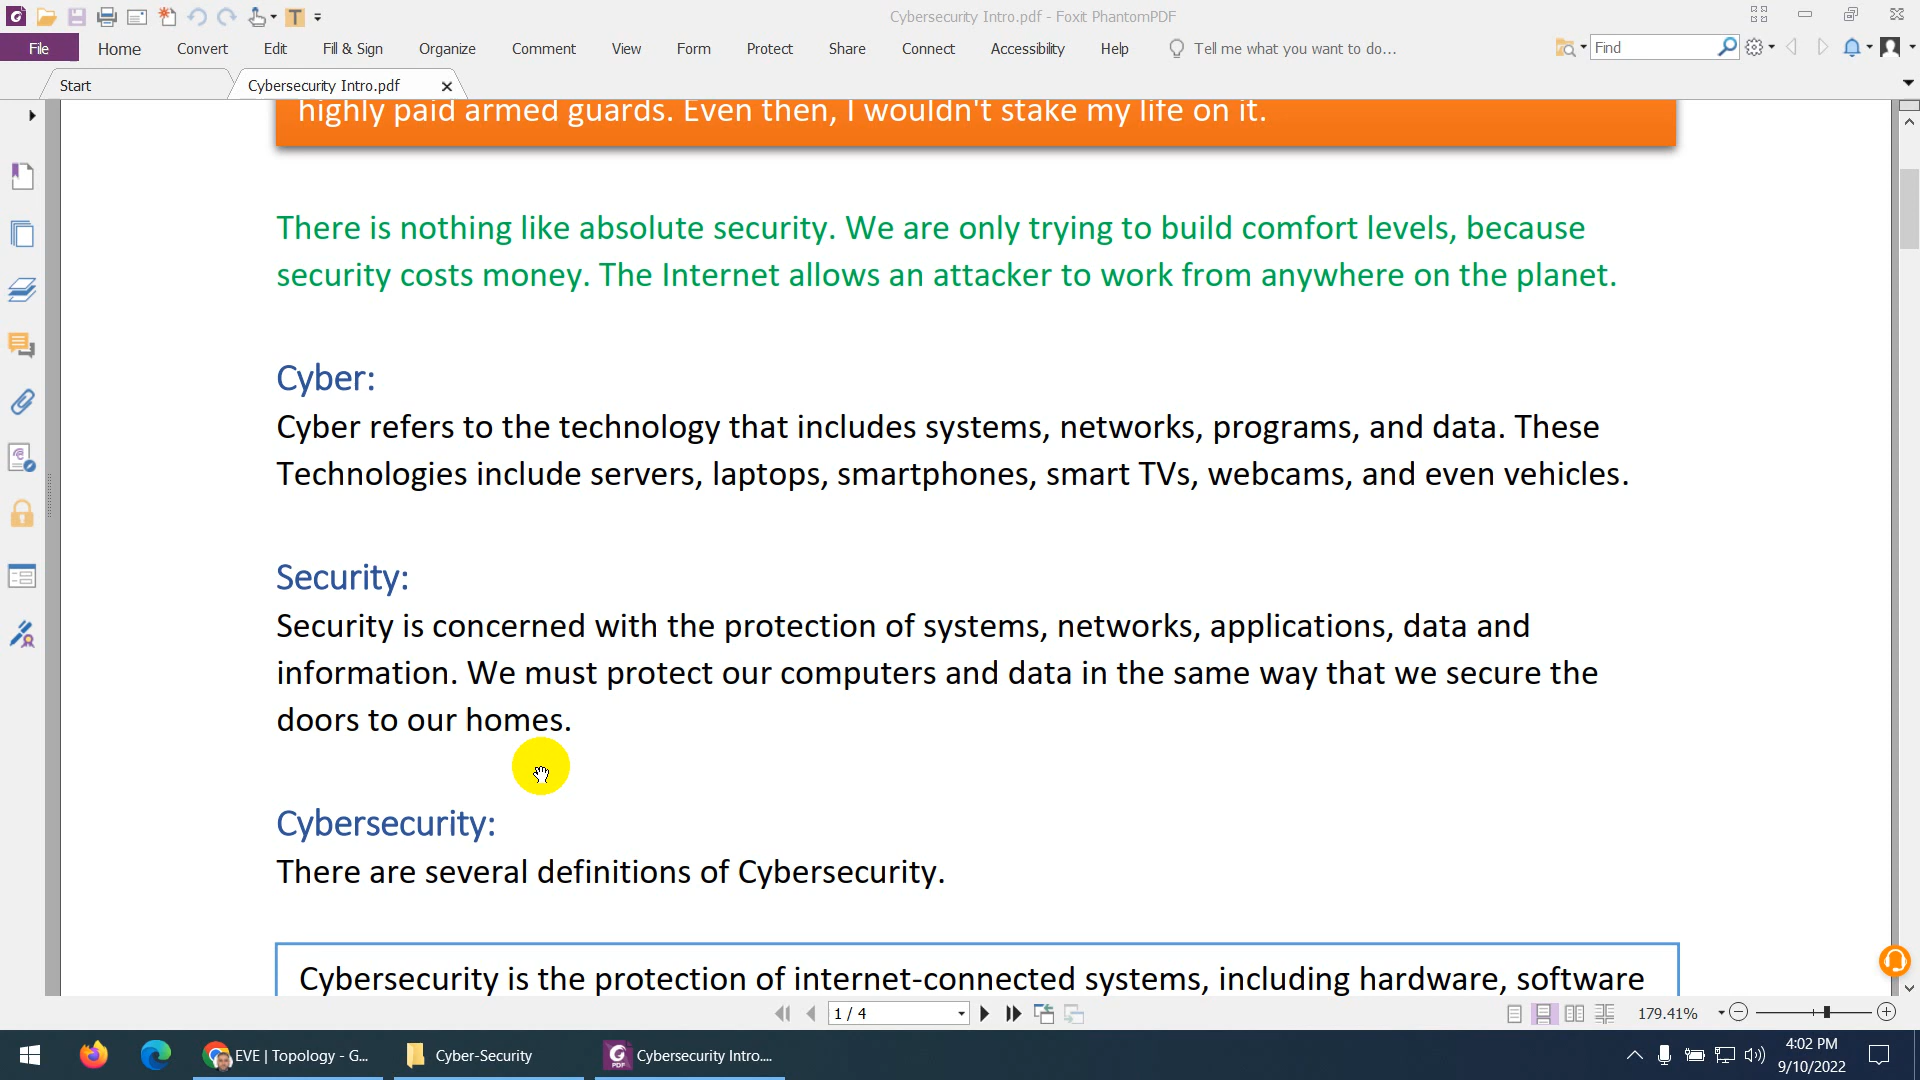 Cybersecurity Intro.pdf - Foxit PhantomPDF
File Home Convert Edit Fill & Sign Organize Comment View Form Protect Share Connect Accessibility Help Tell me what you want to do... Find
Start Cybersecurity Intro.pdf
highly paid armed guards. Even then, I wouldn't stake my life on it.
There is nothing like absolute security. We are only trying to build comfort levels, because
security costs money. The Internet allows an attacker to work from anywhere on the planet.
Cyber:
Cyber refers to the technology that includes systems, networks, programs, and data. These
Technologies include servers, laptops, smartphones, smart TVs, webcams, and even vehicles.
Security:
Security is concerned with the protection of systems, networks, applications, data and
information. We must protect our computers and data in the same way that we secure the
doors to our homes.
Cybersecurity:
There are several definitions of Cybersecurity.
Cybersecurity is the protection of internet-connected systems, including hardware, software
1 / 4 179.41%
EVE | Topology - G... Cyber-Security Cybersecurity Intro....
4:02 PM
9/10/2022